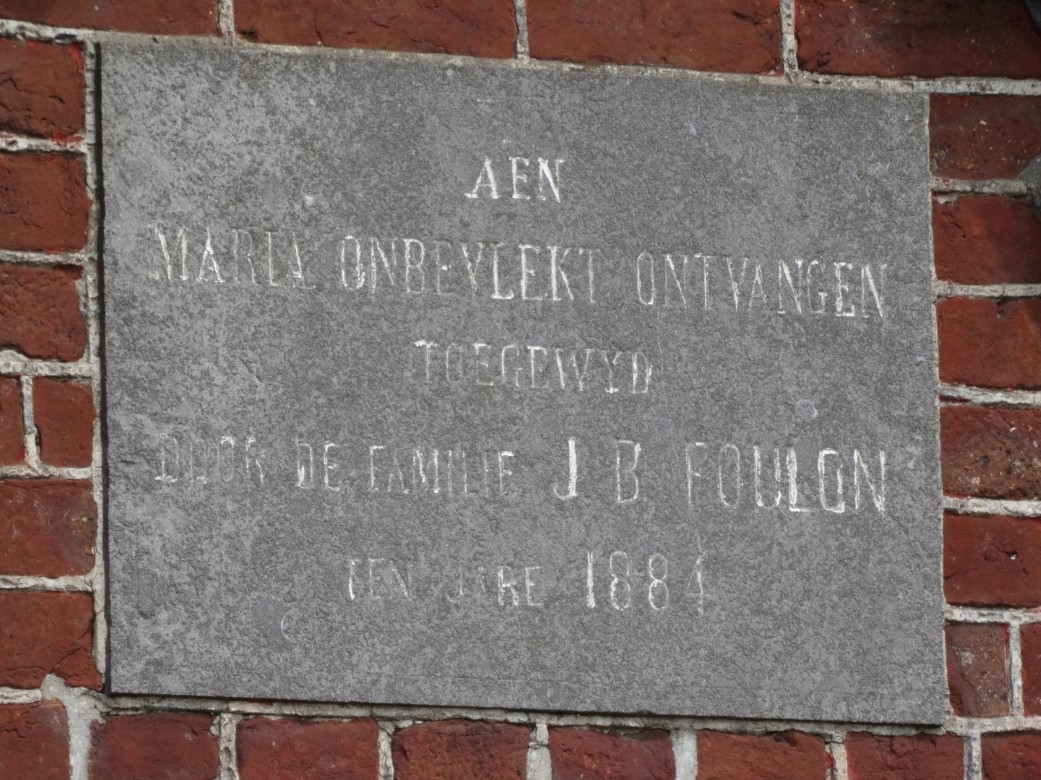 AEN
MARIA ONBEVLEKT ONTVANGEN
TOEGEWYD
DOOR DE FAMILIE J B FOULON
TEN JARE 1884